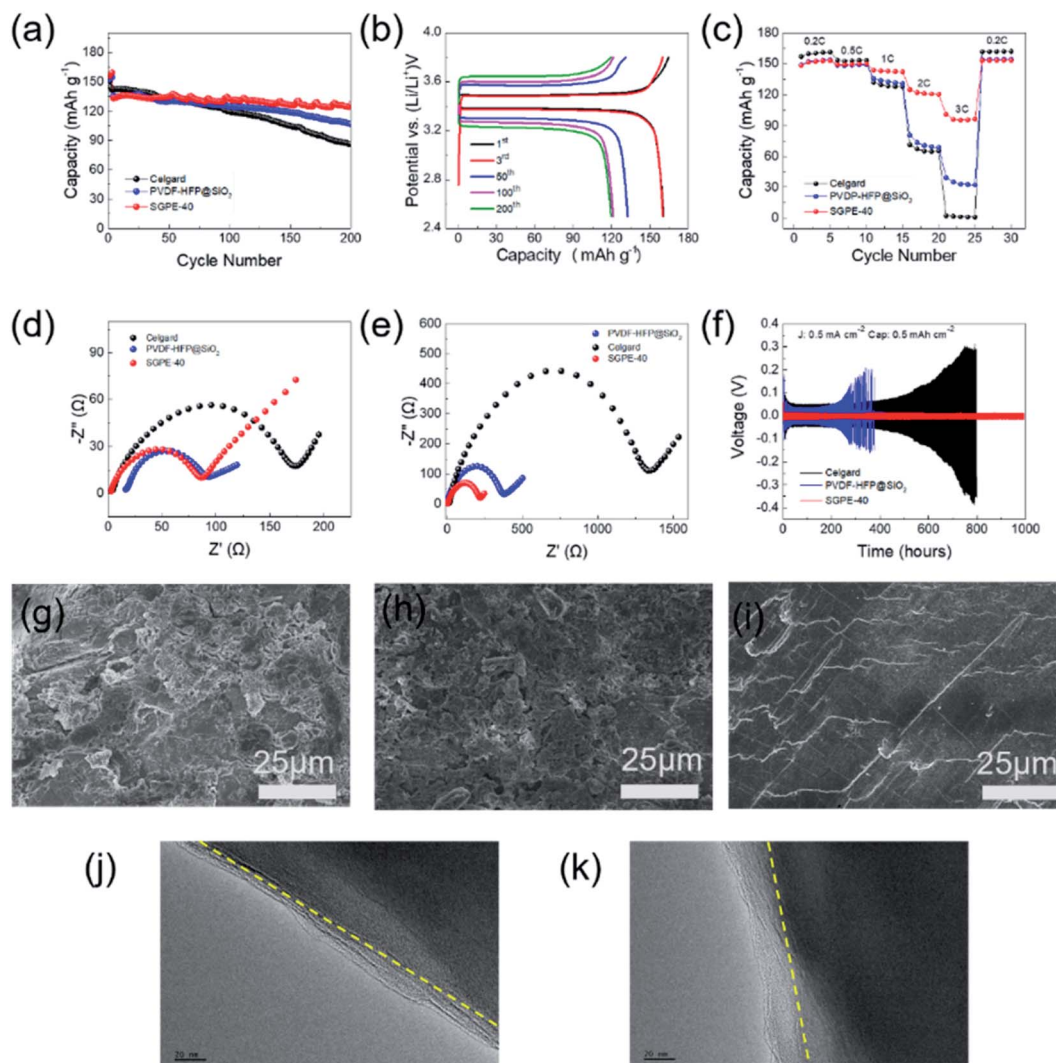 (a)
180
150
120
90
60
30
0
Capacity (mAh g⁻¹)
Celgard
PVDF-HFP@SiO₂
SGPE-40
0 50 100 150 200
Cycle Number
(b)
4.0
3.6
3.2
2.8
2.4
Potential vs. (Li/Li⁺)V
1ˢᵗ
3ʳᵈ
50ᵗʰ
100ᵗʰ
200ᵗʰ
0 30 60 90 120 150 180
Capacity ( mAh g⁻¹)
(c)
180
150
120
90
60
30
0
Capacity (mAh g⁻¹)
0.2C 0.5C 1C 2C 3C 0.2C
Celgard
PVDP-HFP@SiO₂
SGPE-40
0 5 10 15 20 25 30
Cycle Number
(d)
90
60
30
0
-Z'' (Ω)
Celgard
PVDF-HFP@SiO₂
SGPE-40
0 50 100 150 200
Z' (Ω)
(e)
600
500
400
300
200
100
0
-Z'' (Ω)
PVDF-HFP@SiO₂
Celgard
SGPE-40
0 500 1000 1500
Z' (Ω)
(f)
0.4
0.3
0.2
0.1
0.0
-0.1
-0.2
-0.3
-0.4
Voltage (V)
J: 0.5 mA cm⁻² Cap: 0.5 mAh cm⁻²
Celgard
PVDF-HFP@SiO₂
SGPE-40
0 200 400 600 800 1000
Time (hours)
(g)
25μm
(h)
25μm
(i)
25μm
(j)
20 nm
(k)
20 nm